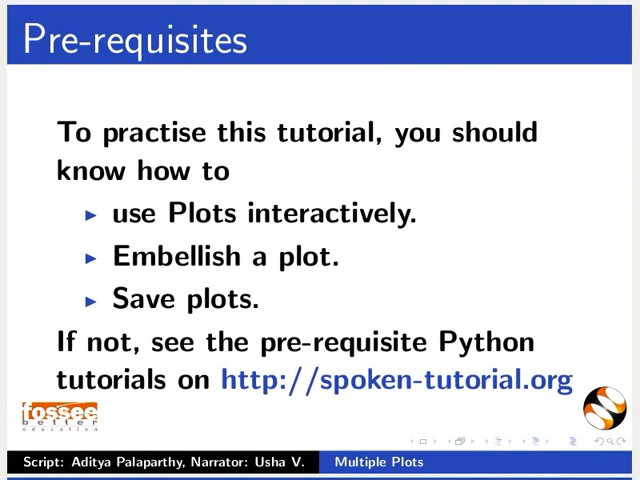 Pre-requisites
To practise this tutorial, you should
know how to
use Plots interactively.
Embellish a plot.
Save plots.
If not, see the pre-requisite Python
tutorials on http://spoken-tutorial.org
fossee
better
education
Script: Aditya Palaparthy, Narrator: Usha V. Multiple Plots